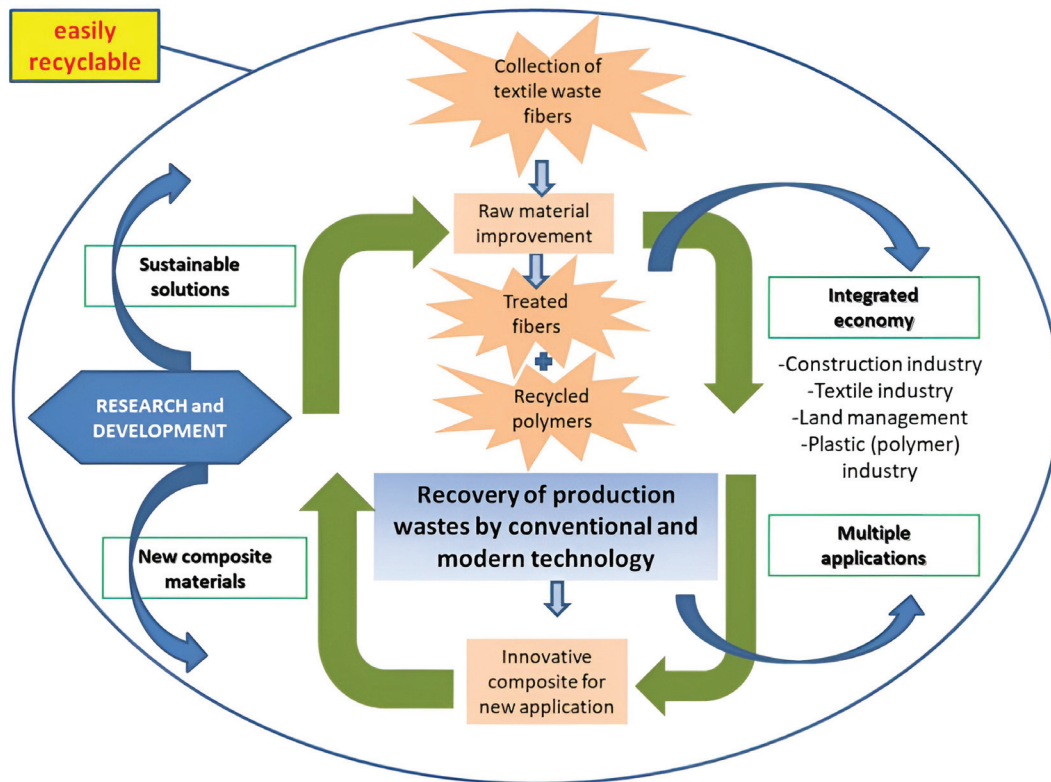 easily
recyclable
Collection of
textile waste
fibers
Raw material
improvement
Sustainable
solutions
Treated
fibers
Integrated
economy
-Construction industry
-Textile industry
-Land management
-Plastic (polymer)
industry
RESEARCH and
DEVELOPMENT
Recycled
polymers
Recovery of production
wastes by conventional and
modern technology
New composite
materials
Multiple
applications
Innovative
composite for
new application